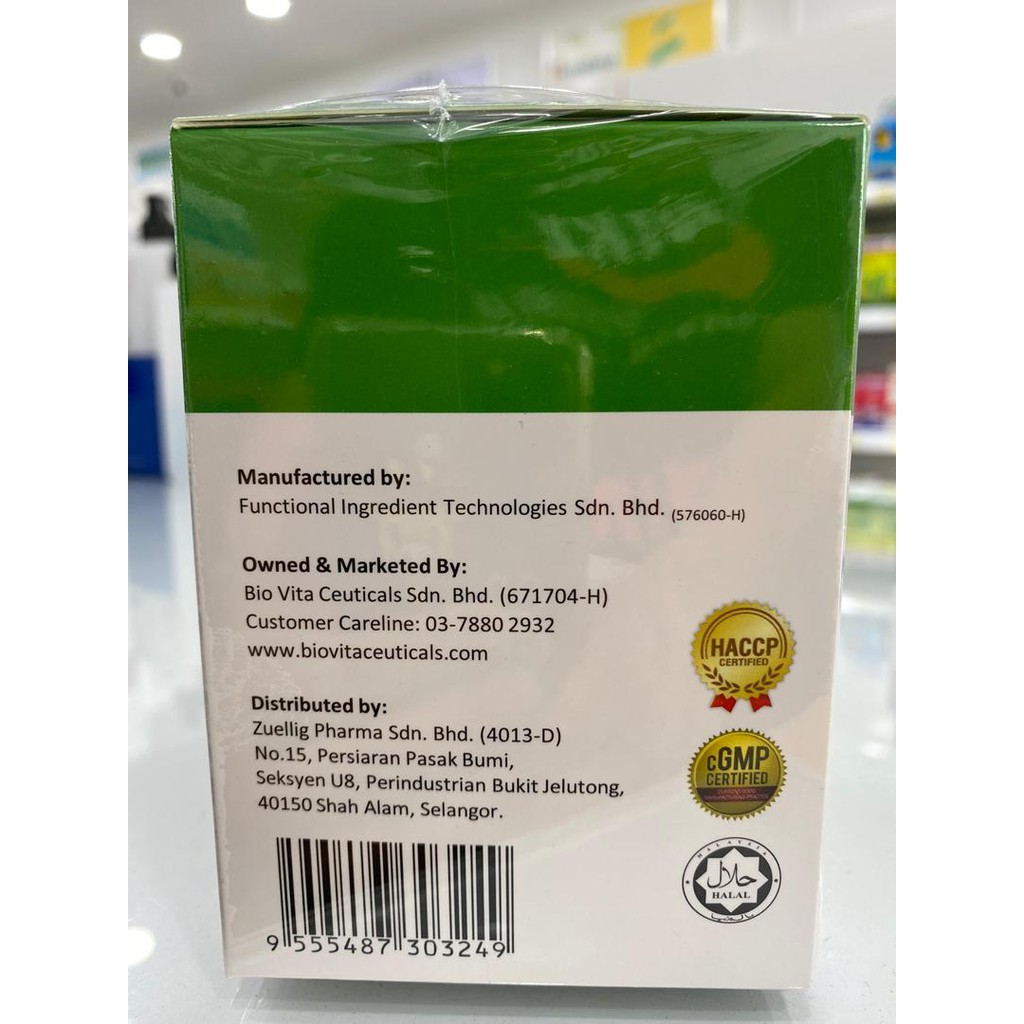 Manufactured by:
Functional Ingredient Technologies Sdn. Bhd. (576060-H)
Owned & Marketed By:
Bio Vita Ceuticals Sdn. Bhd. (671704-H)
Customer Careline: 03-7880 2932
www.biovitaceuticals.com
Distributed by:
Zuellig Pharma Sdn. Bhd. (4013-D)
No.15, Persiaran Pasak Bumi,
Seksyen U8, Perindustrian Bukit Jelutong,
40150 Shah Alam, Selangor.
9 555487 303249
HACCP
CERTIFIED
cGMP
CERTIFIED
MALAYSIA
حلال
HALAL